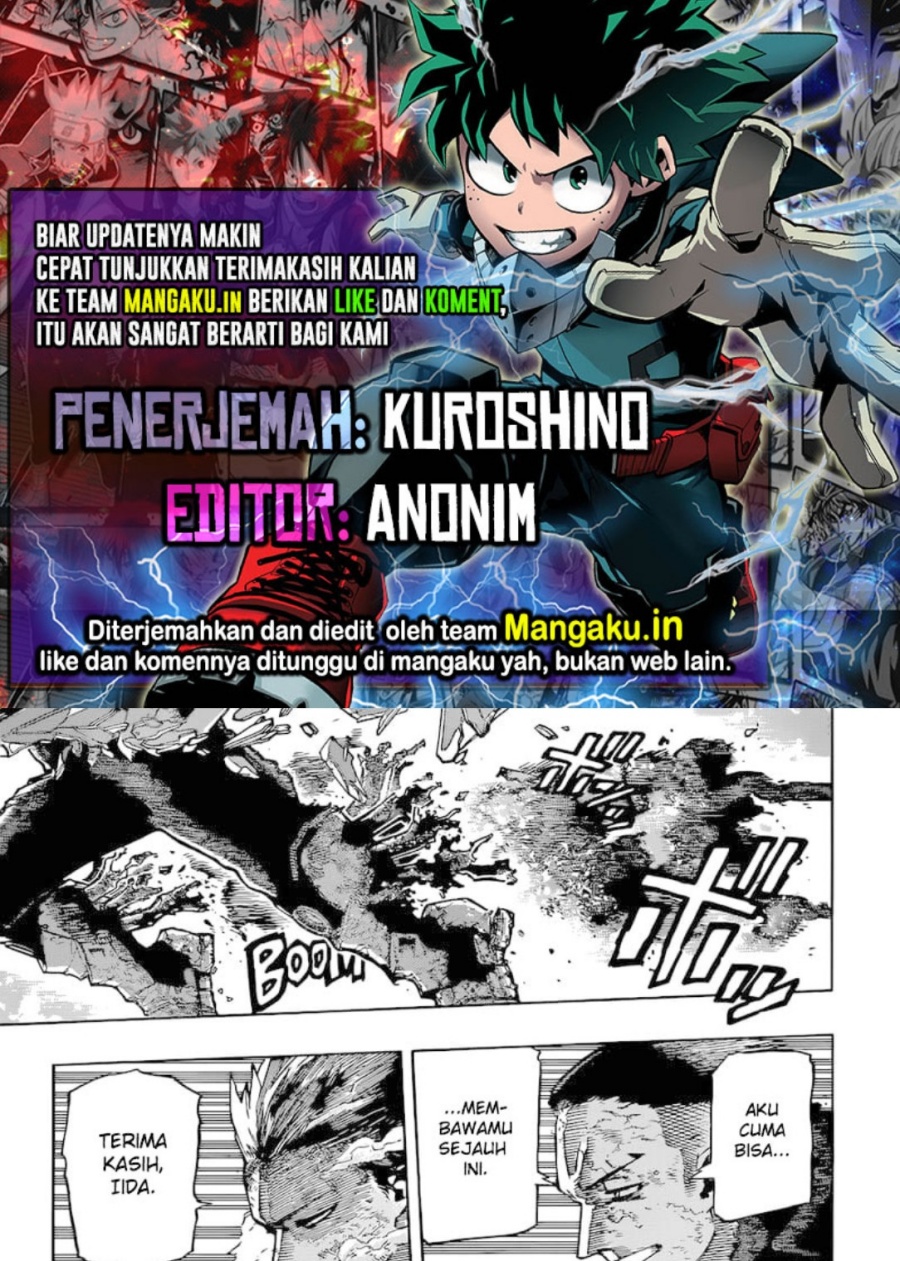 BIAR UPDATENYA MAKIN
CEPAT TUNJUKKAN TERIMAKASIH KALIAN
KE TEAM MANGAKU.in BERIKAN LIKE DAN KOMENT,
ITU AKAN SANGAT BERARTI BAGI KAMI
PENERJEMAH: KUROSHINO
EDITOR: ANONIM
Diterjemahkan dan diedit oleh team Mangaku.in
like dan komennya ditunggu di mangaku yah, bukan web lain.
BOOM
AKU
CUMA
BISA...
...MEM-
BAWAMU
SEJAUH
INI.
TERIMA
KASIH,
IIDA.